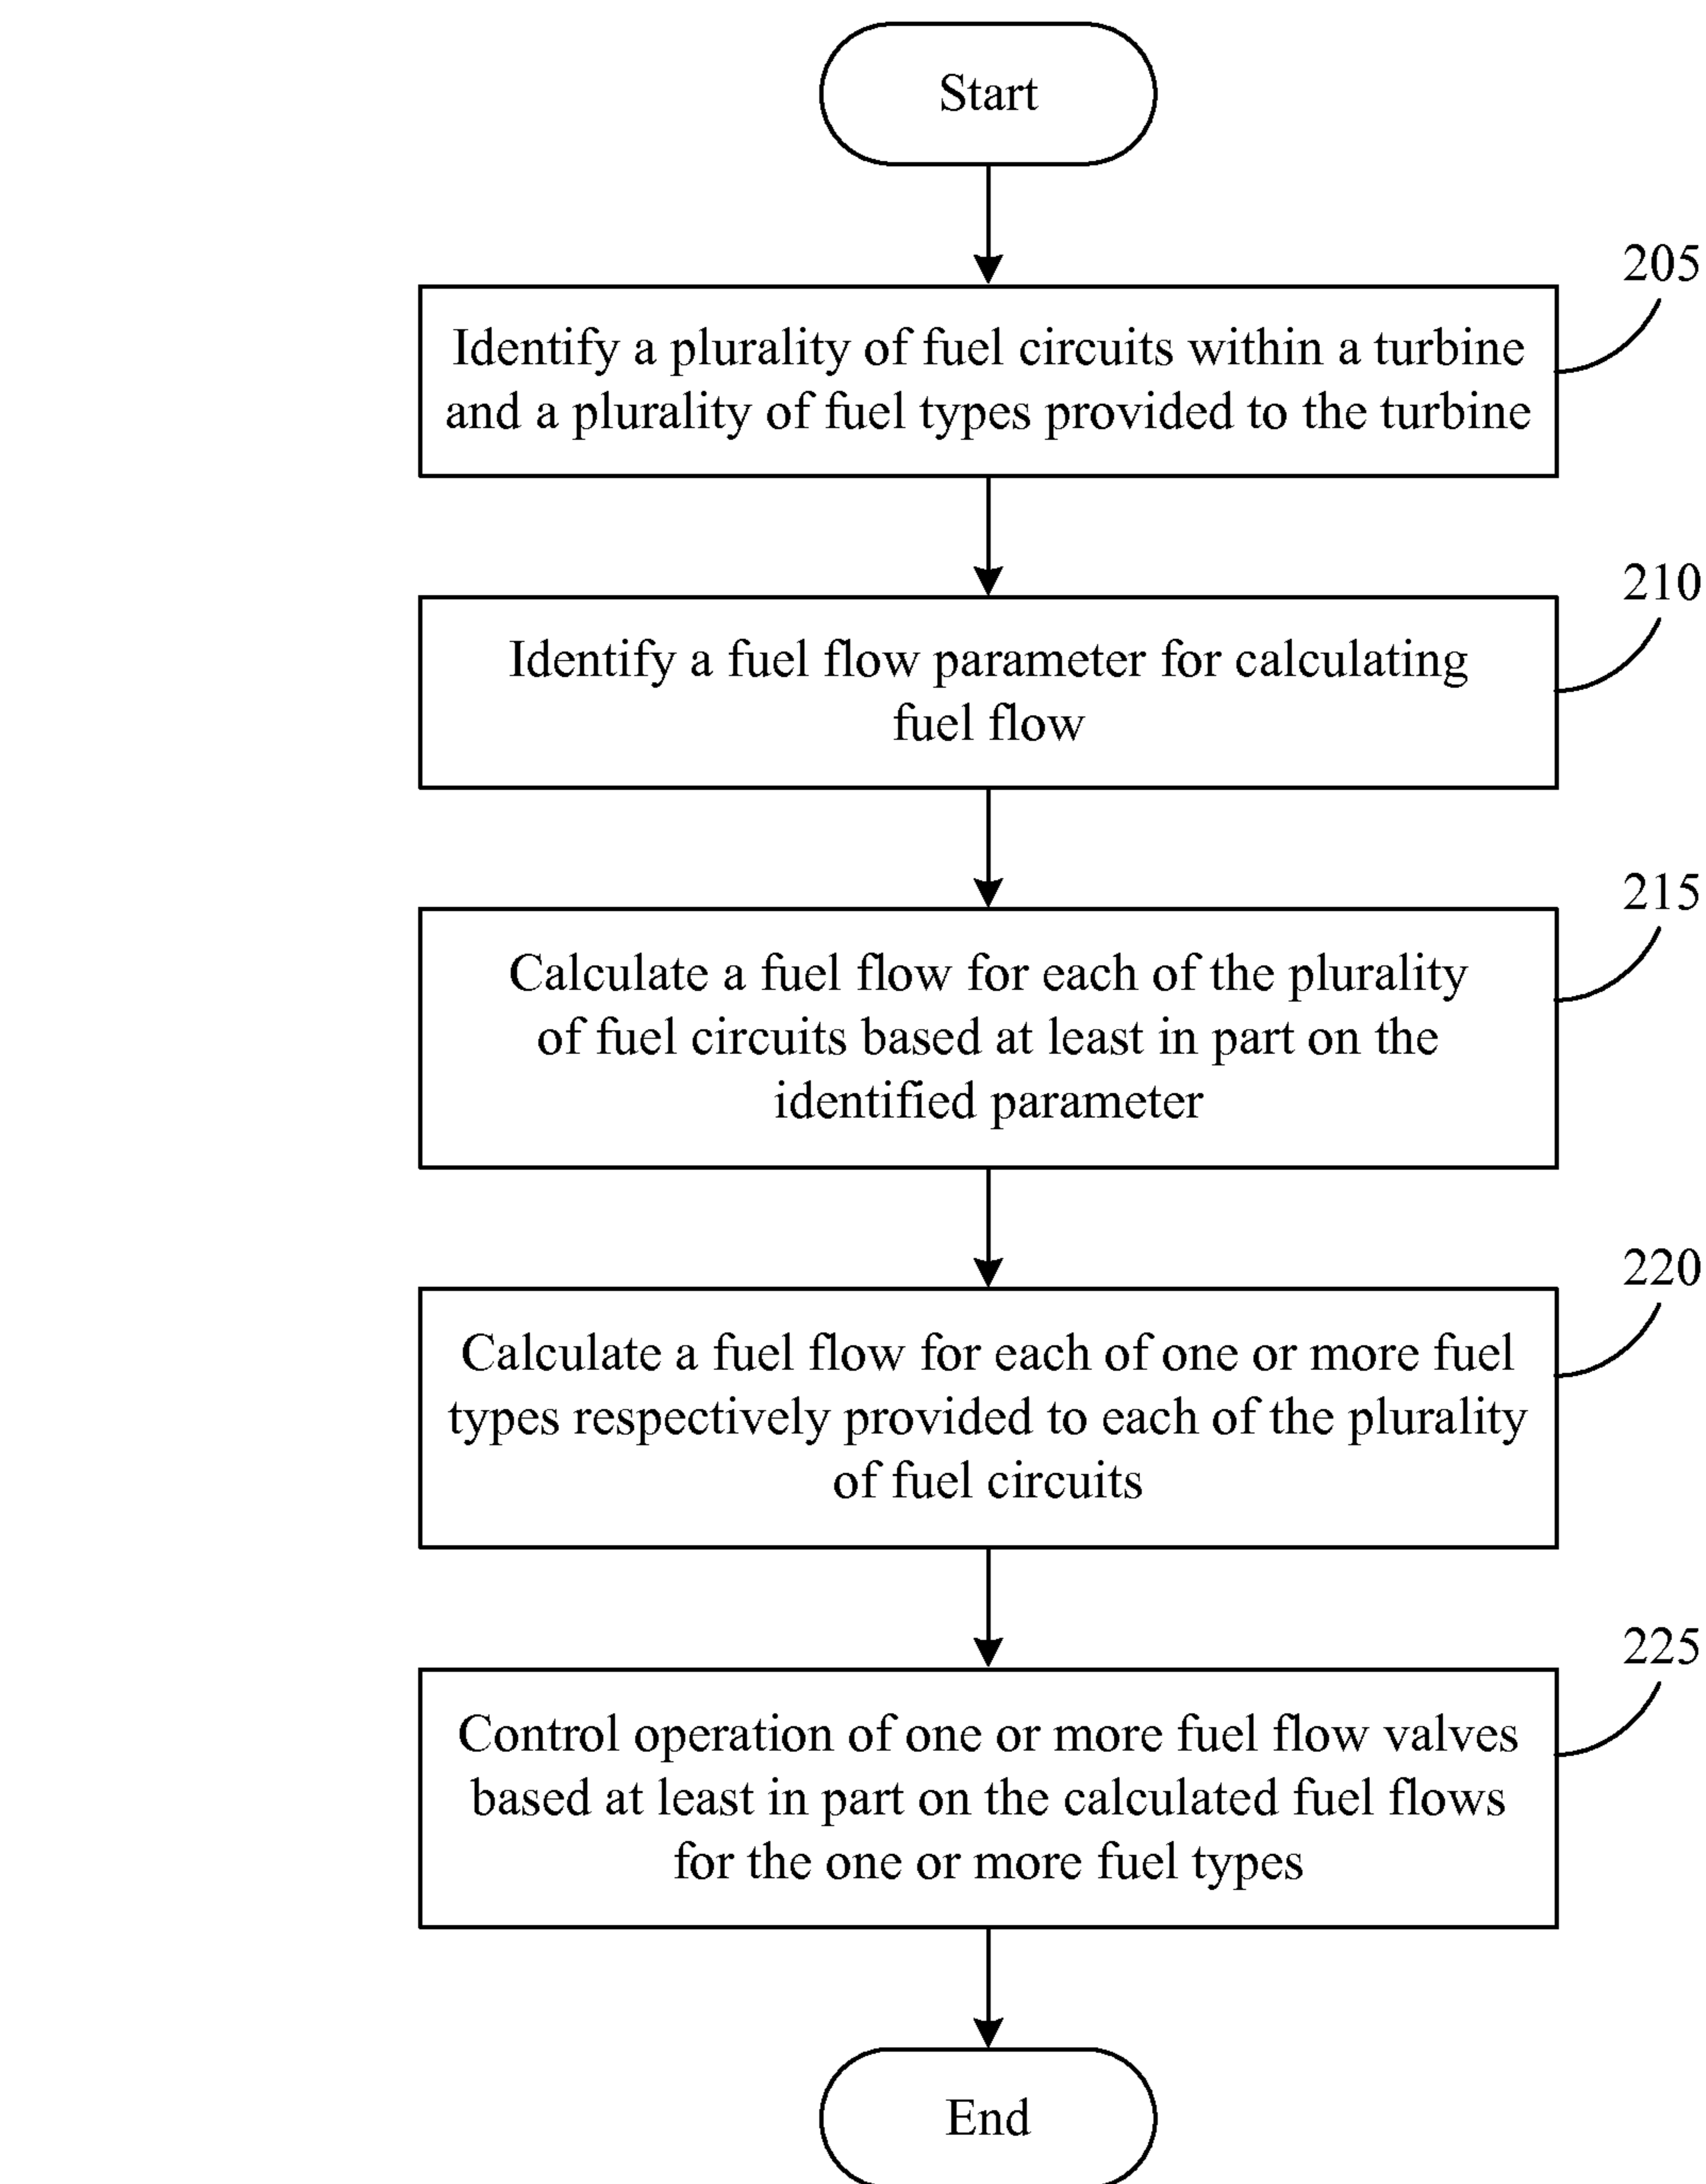 Start
205
Identify a plurality of fuel circuits within a turbine
and a plurality of fuel types provided to the turbine
210
Identify a fuel flow parameter for calculating
fuel flow
215
Calculate a fuel flow for each of the plurality
of fuel circuits based at least in part on the
identified parameter
220
Calculate a fuel flow for each of one or more fuel
types respectively provided to each of the plurality
of fuel circuits
225
Control operation of one or more fuel flow valves
based at least in part on the calculated fuel flows
for the one or more fuel types
End